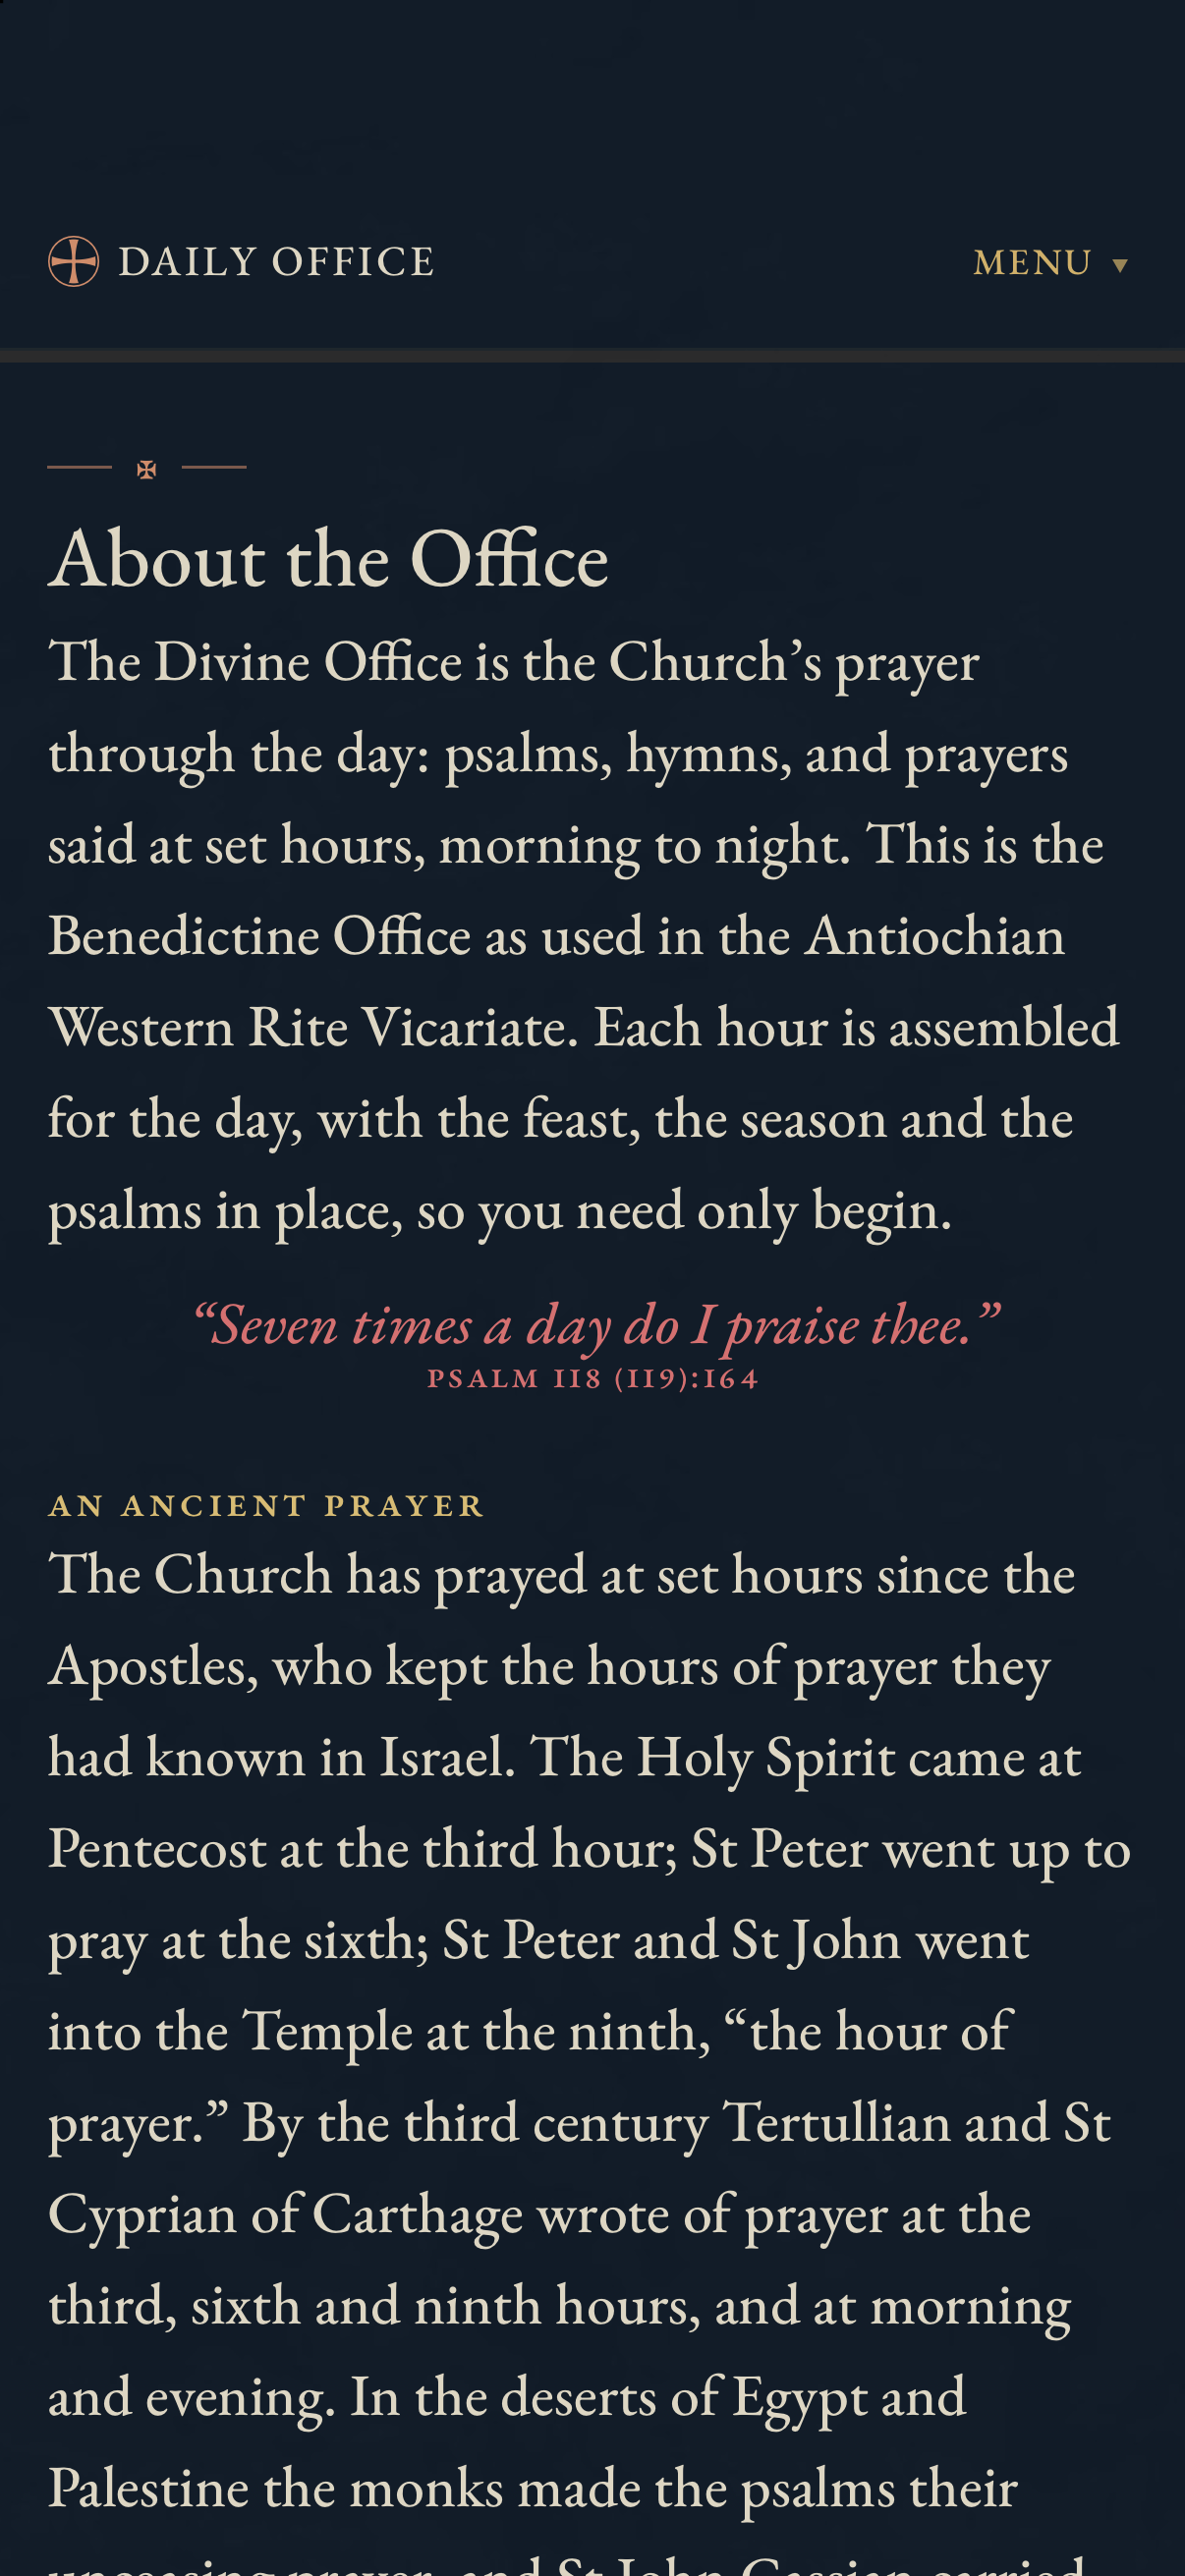 DAILY OFFICE
MENU ▼
✠
About the Office
The Divine Office is the Church’s prayer
through the day: psalms, hymns, and prayers
said at set hours, morning to night. This is the
Benedictine Office as used in the Antiochian
Western Rite Vicariate. Each hour is assembled
for the day, with the feast, the season and the
psalms in place, so you need only begin.
“Seven times a day do I praise thee.”
PSALM 118 (119):164
AN ANCIENT PRAYER
The Church has prayed at set hours since the
Apostles, who kept the hours of prayer they
had known in Israel. The Holy Spirit came at
Pentecost at the third hour; St Peter went up to
pray at the sixth; St Peter and St John went
into the Temple at the ninth, “the hour of
prayer.” By the third century Tertullian and St
Cyprian of Carthage wrote of prayer at the
third, sixth and ninth hours, and at morning
and evening. In the deserts of Egypt and
Palestine the monks made the psalms their
unceasing prayer, and St John Cassian carried